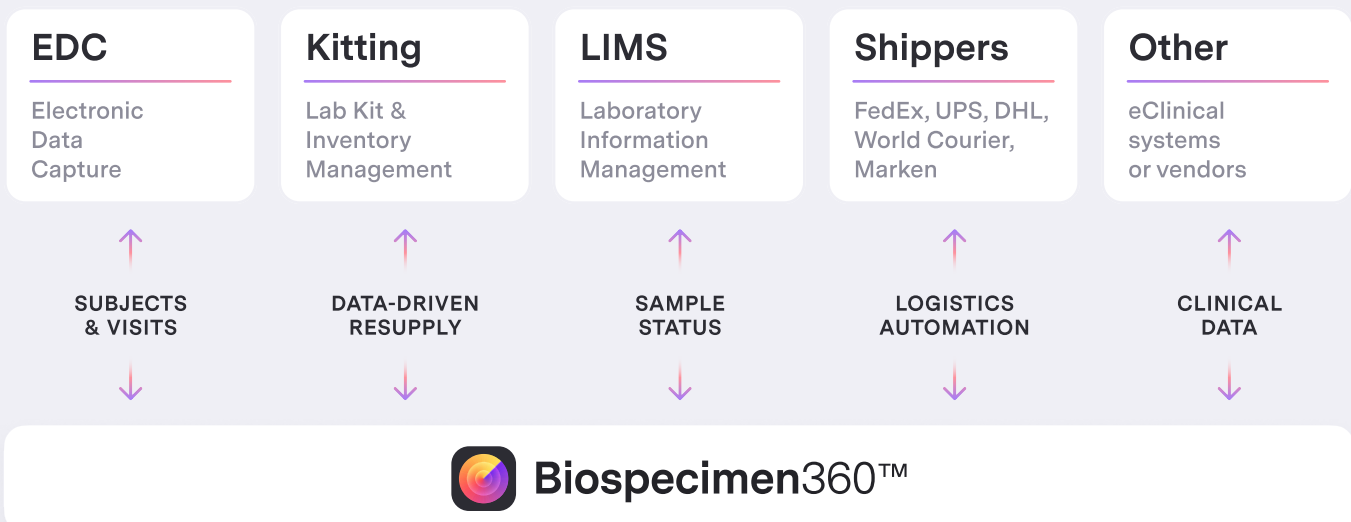 EDC
Electronic
Data
Capture
Kitting
Lab Kit &
Inventory
Management
LIMS
Laboratory
Information
Management
Shippers
FedEx, UPS, DHL,
World Courier,
Marken
Other
eClinical
systems
or vendors
SUBJECTS
& VISITS
DATA-DRIVEN
RESUPPLY
SAMPLE
STATUS
LOGISTICS
AUTOMATION
CLINICAL
DATA
Biospecimen360™